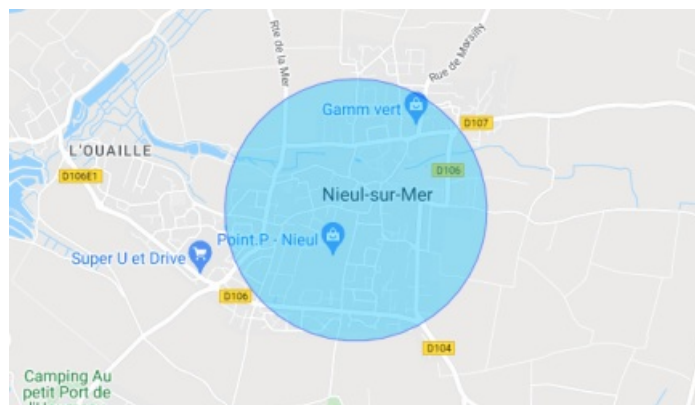 Rte de la Mer
Rue de Marsilly
Gamm vert
D107
L'OUAILLE
D106E1
D106
Nieul-sur-Mer
Point.P - Nieul
Super U et Drive
D106
D104
Camping Au
petit Port de